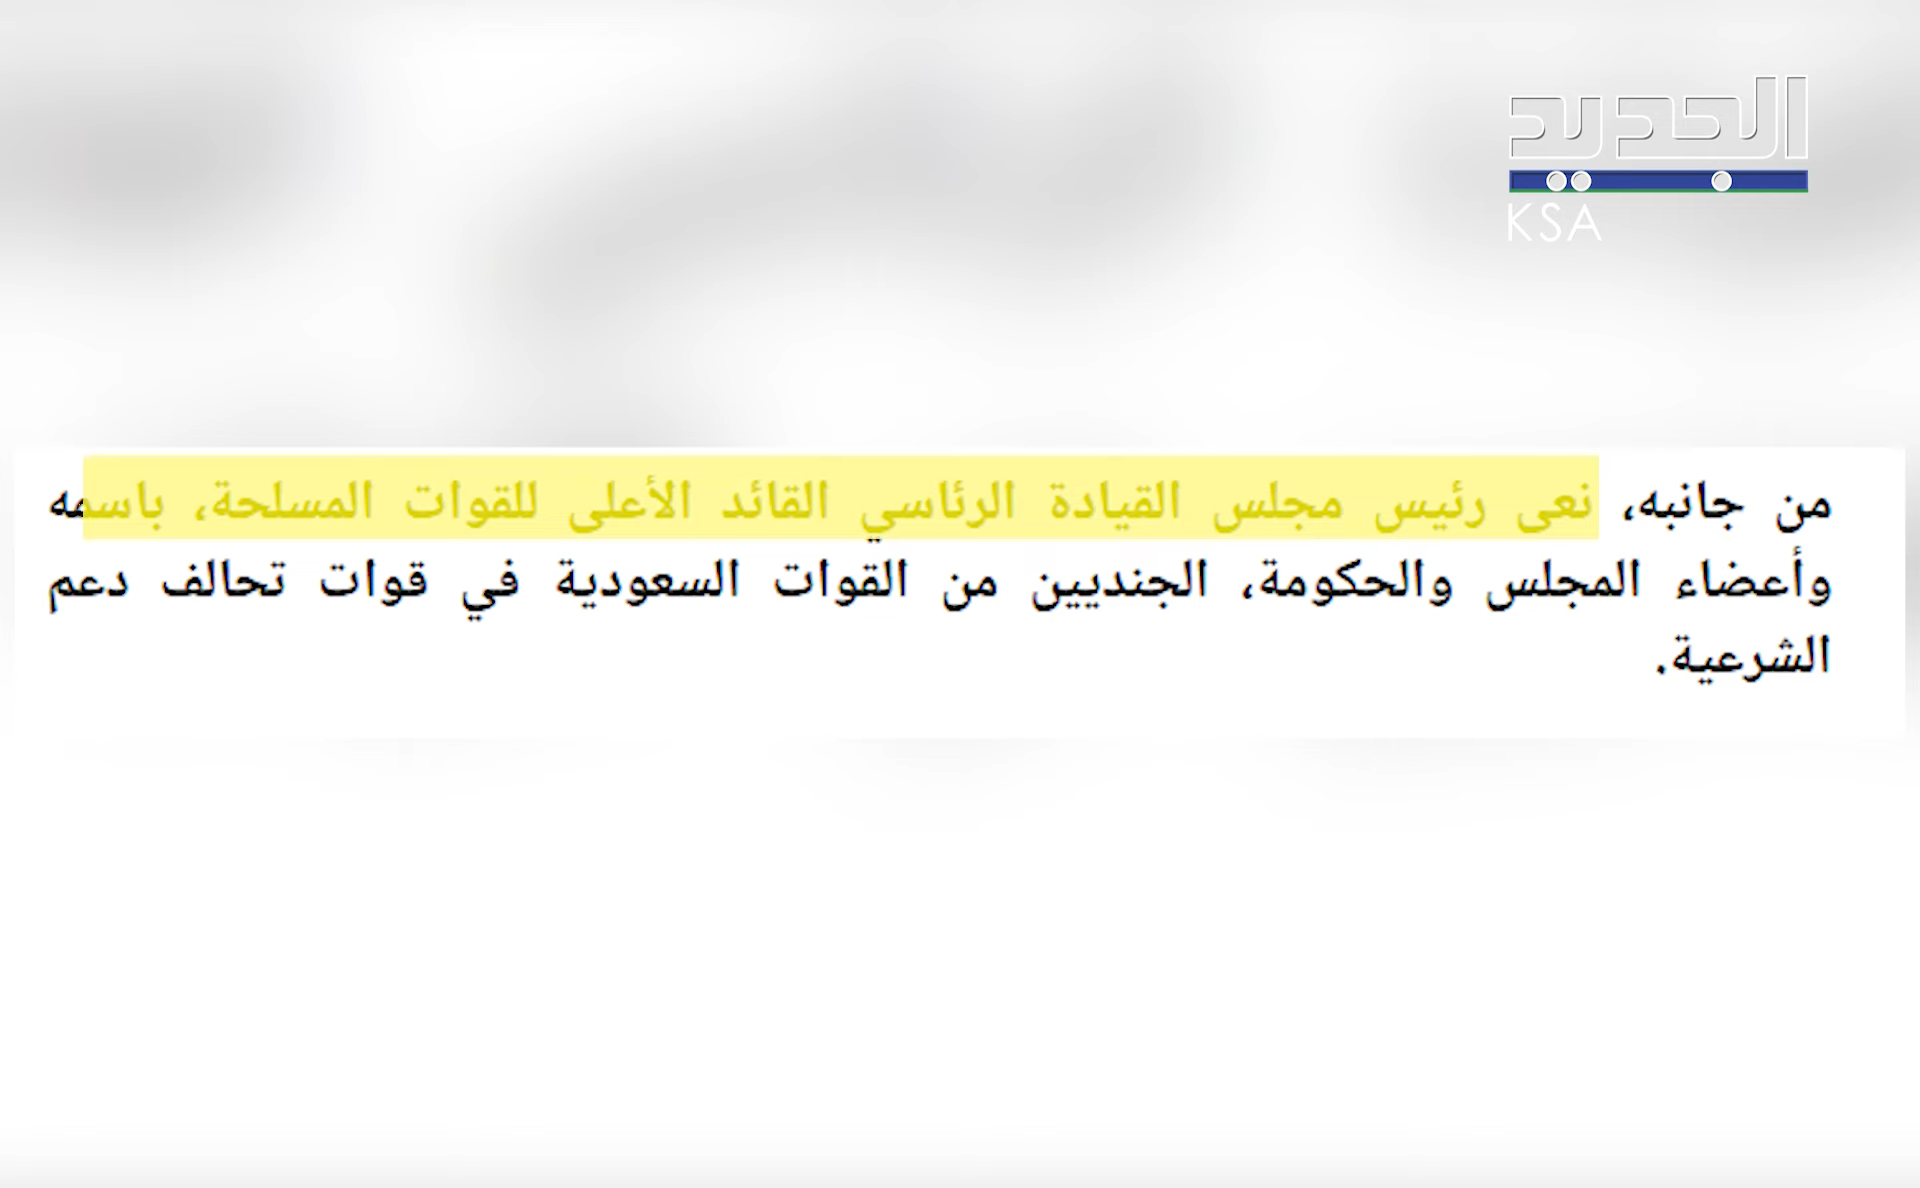 الجديد
KSA
من جانبه، نعى رئيس مجلس القيادة الرئاسي القائد الأعلى للقوات المسلحة، باسمه
وأعضاء المجلس والحكومة، الجنديين من القوات السعودية في قوات تحالف دعم
الشرعية.